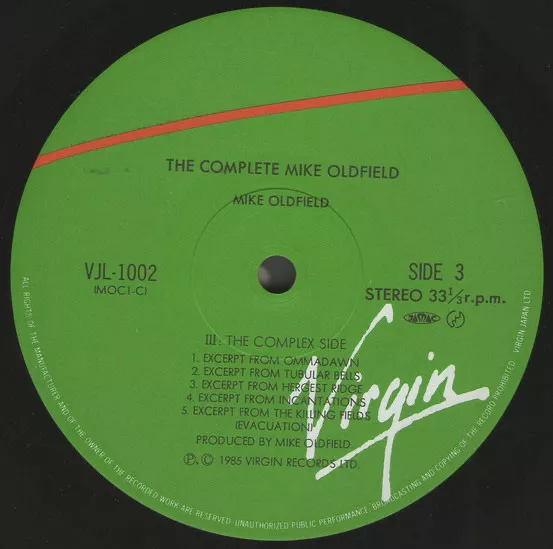 THE COMPLETE MIKE OLDFIELD
MIKE OLDFIELD
VJL-1002
(MOC1-C)
SIDE 3
STEREO 33⅓ r.p.m.
JASRAC
III: THE COMPLEX SIDE
1. EXCERPT FROM OMMADAWN
2. EXCERPT FROM TUBULAR BELLS
3. EXCERPT FROM HERGEST RIDGE
4. EXCERPT FROM INCANTATIONS
5. EXCERPT FROM THE KILLING FIELDS
(EVACUATION)
PRODUCED BY MIKE OLDFIELD
℗. © 1985 VIRGIN RECORDS LTD.
Virgin
ALL RIGHTS OF THE MANUFACTURER AND OF THE OWNER OF THE RECORDED WORK ARE RESERVED. UNAUTHORIZED PUBLIC PERFORMANCE, BROADCASTING AND COPYING OF THE RECORD PROHIBITED VIRGIN JAPAN LTD